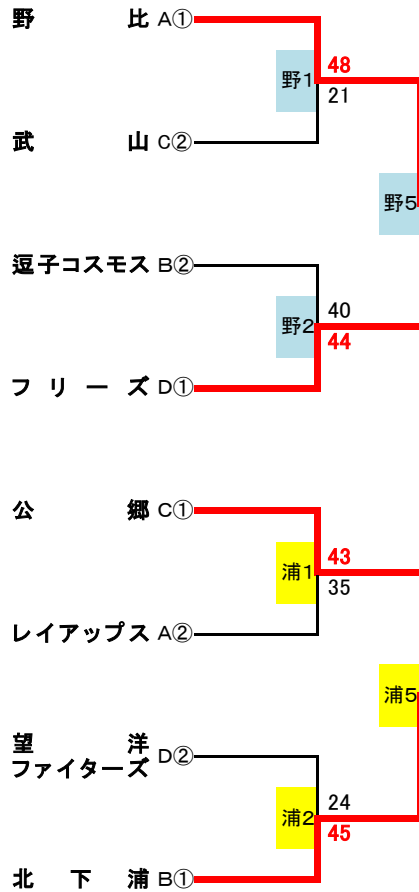 野比 A①
48
野1
21
武山 C②
野5
逗子コスモス B②
40
野2
44
フリーズ D①
公郷 C①
43
浦1
35
レイアップス A②
浦5
望洋
ファイターズ D②
24
浦2
45
北下浦 B①